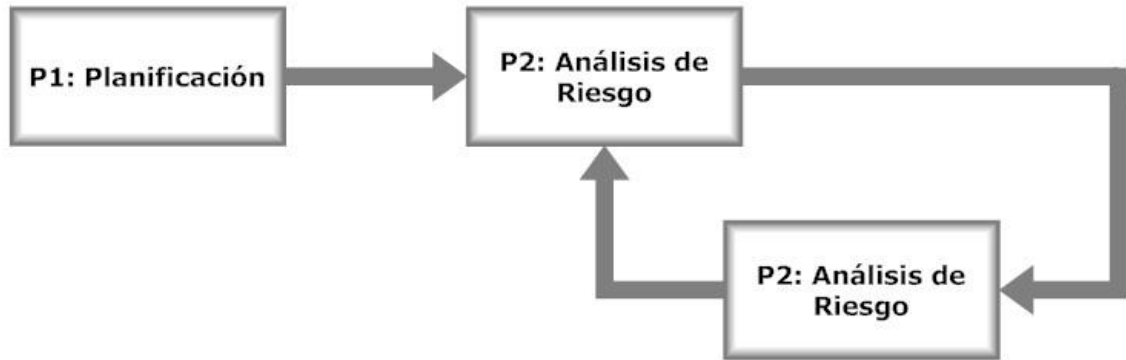 P1: Planificación
P2: Análisis de
Riesgo
P2: Análisis de
Riesgo